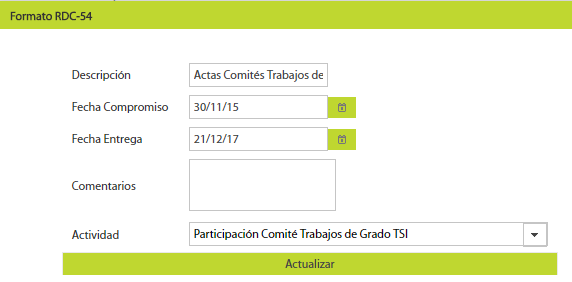 Formato RDC-54
Descripción Actas Comités Trabajos de
Fecha Compromiso 30/11/15
Fecha Entrega 21/12/17
Comentarios
Actividad Participación Comité Trabajos de Grado TSI
Actualizar